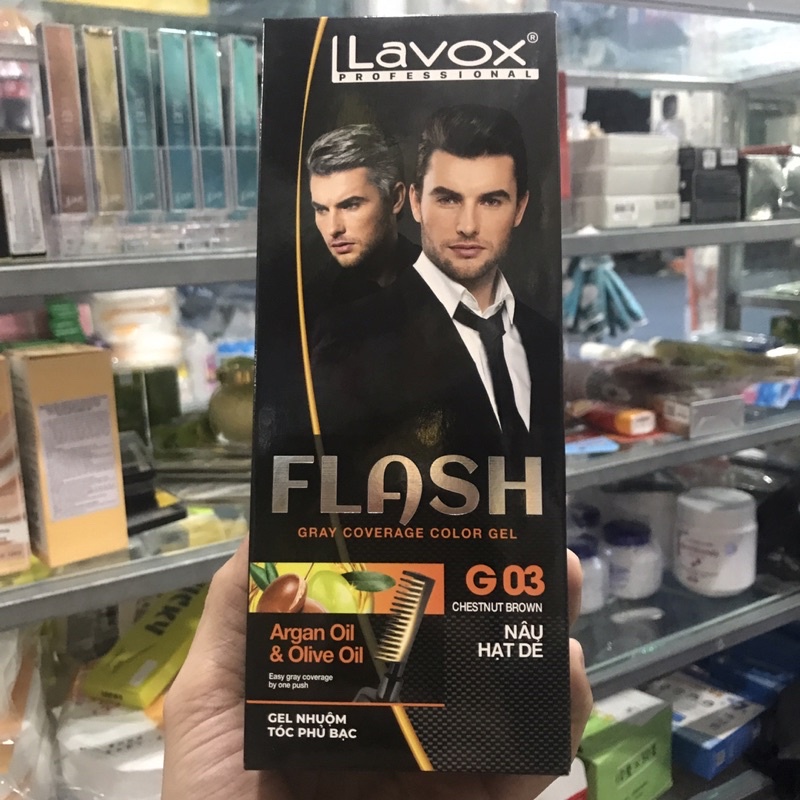 Lavox®
PROFESSIONAL
FLASH
GRAY COVERAGE COLOR GEL
G 03
CHESTNUT BROWN
NÂU
HẠT DẺ
Argan Oil
& Olive Oil
Easy gray coverage
by one push
GEL NHUỘM
TÓC PHỦ BẠC